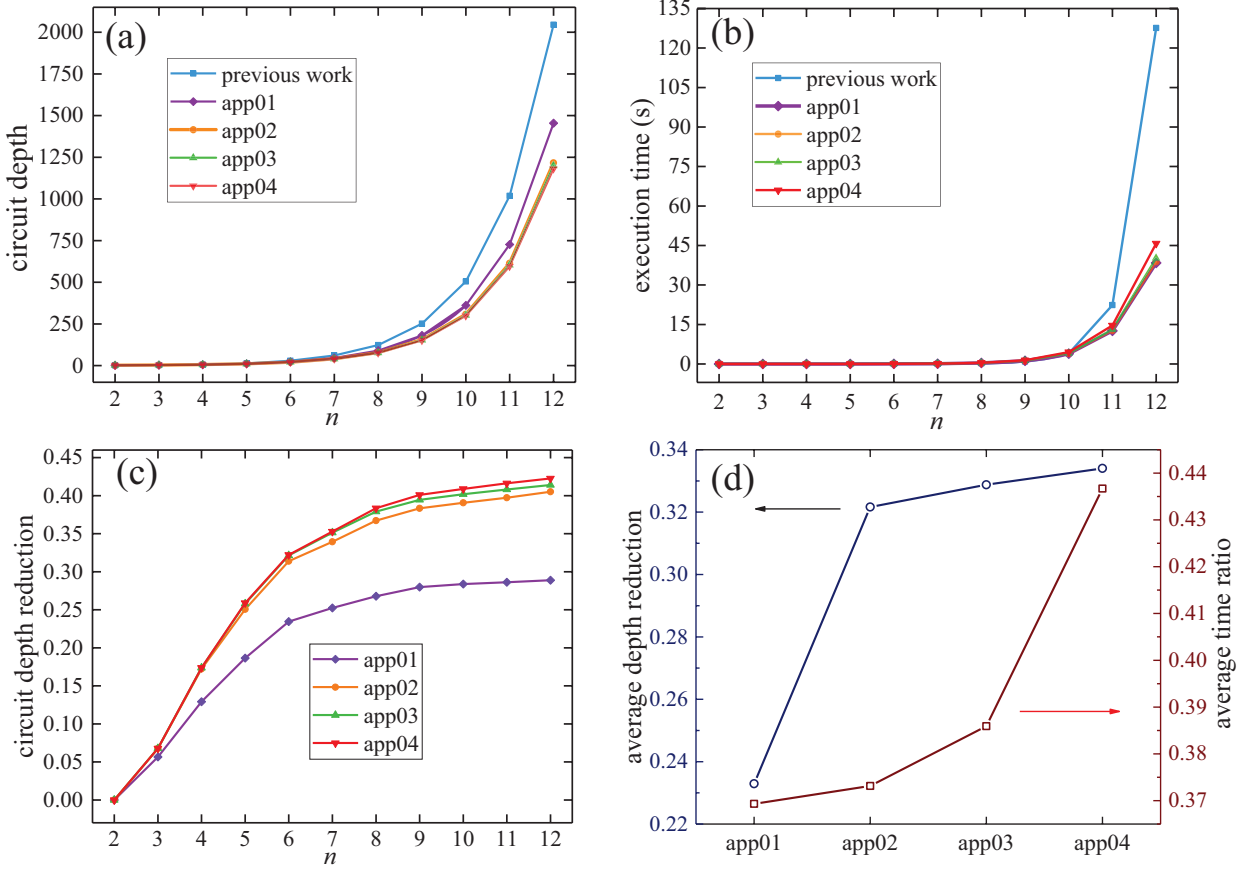 (a)
circuit depth
2000
1750
1500
1250
1000
750
500
250
0
previous work
app01
app02
app03
app04
2 3 4 5 6 7 8 9 10 11 12
n
(b)
execution time (s)
135
120
105
90
75
60
45
30
15
0
previous work
app01
app02
app03
app04
2 3 4 5 6 7 8 9 10 11 12
n
(c)
circuit depth reduction
0.45
0.40
0.35
0.30
0.25
0.20
0.15
0.10
0.05
0.00
app01
app02
app03
app04
2 3 4 5 6 7 8 9 10 11 12
n
(d)
average depth reduction
0.34
0.32
0.30
0.28
0.26
0.24
0.22
0.44
0.43
0.42
0.41
0.40
0.39
0.38
0.37
average time ratio
app01 app02 app03 app04